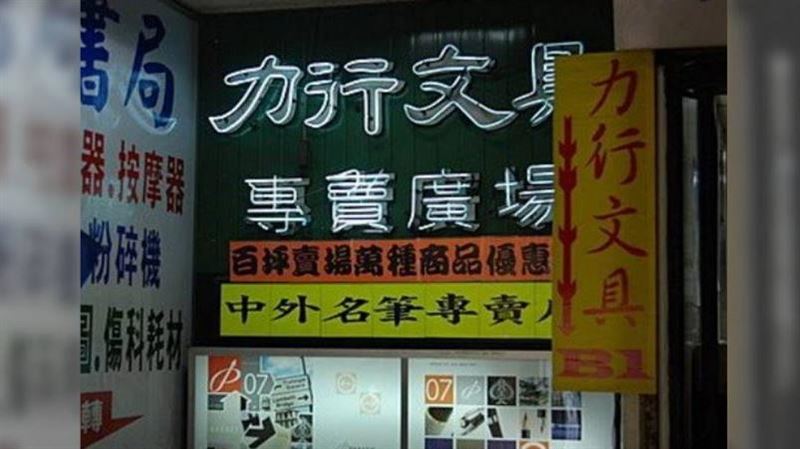 書局
器.按摩器
粉碎機
圖.傷科耗材
轉
力行文具
專賣廣場
百坪賣場萬種商品優惠
中外名筆專賣
力行文具
B1
07
07